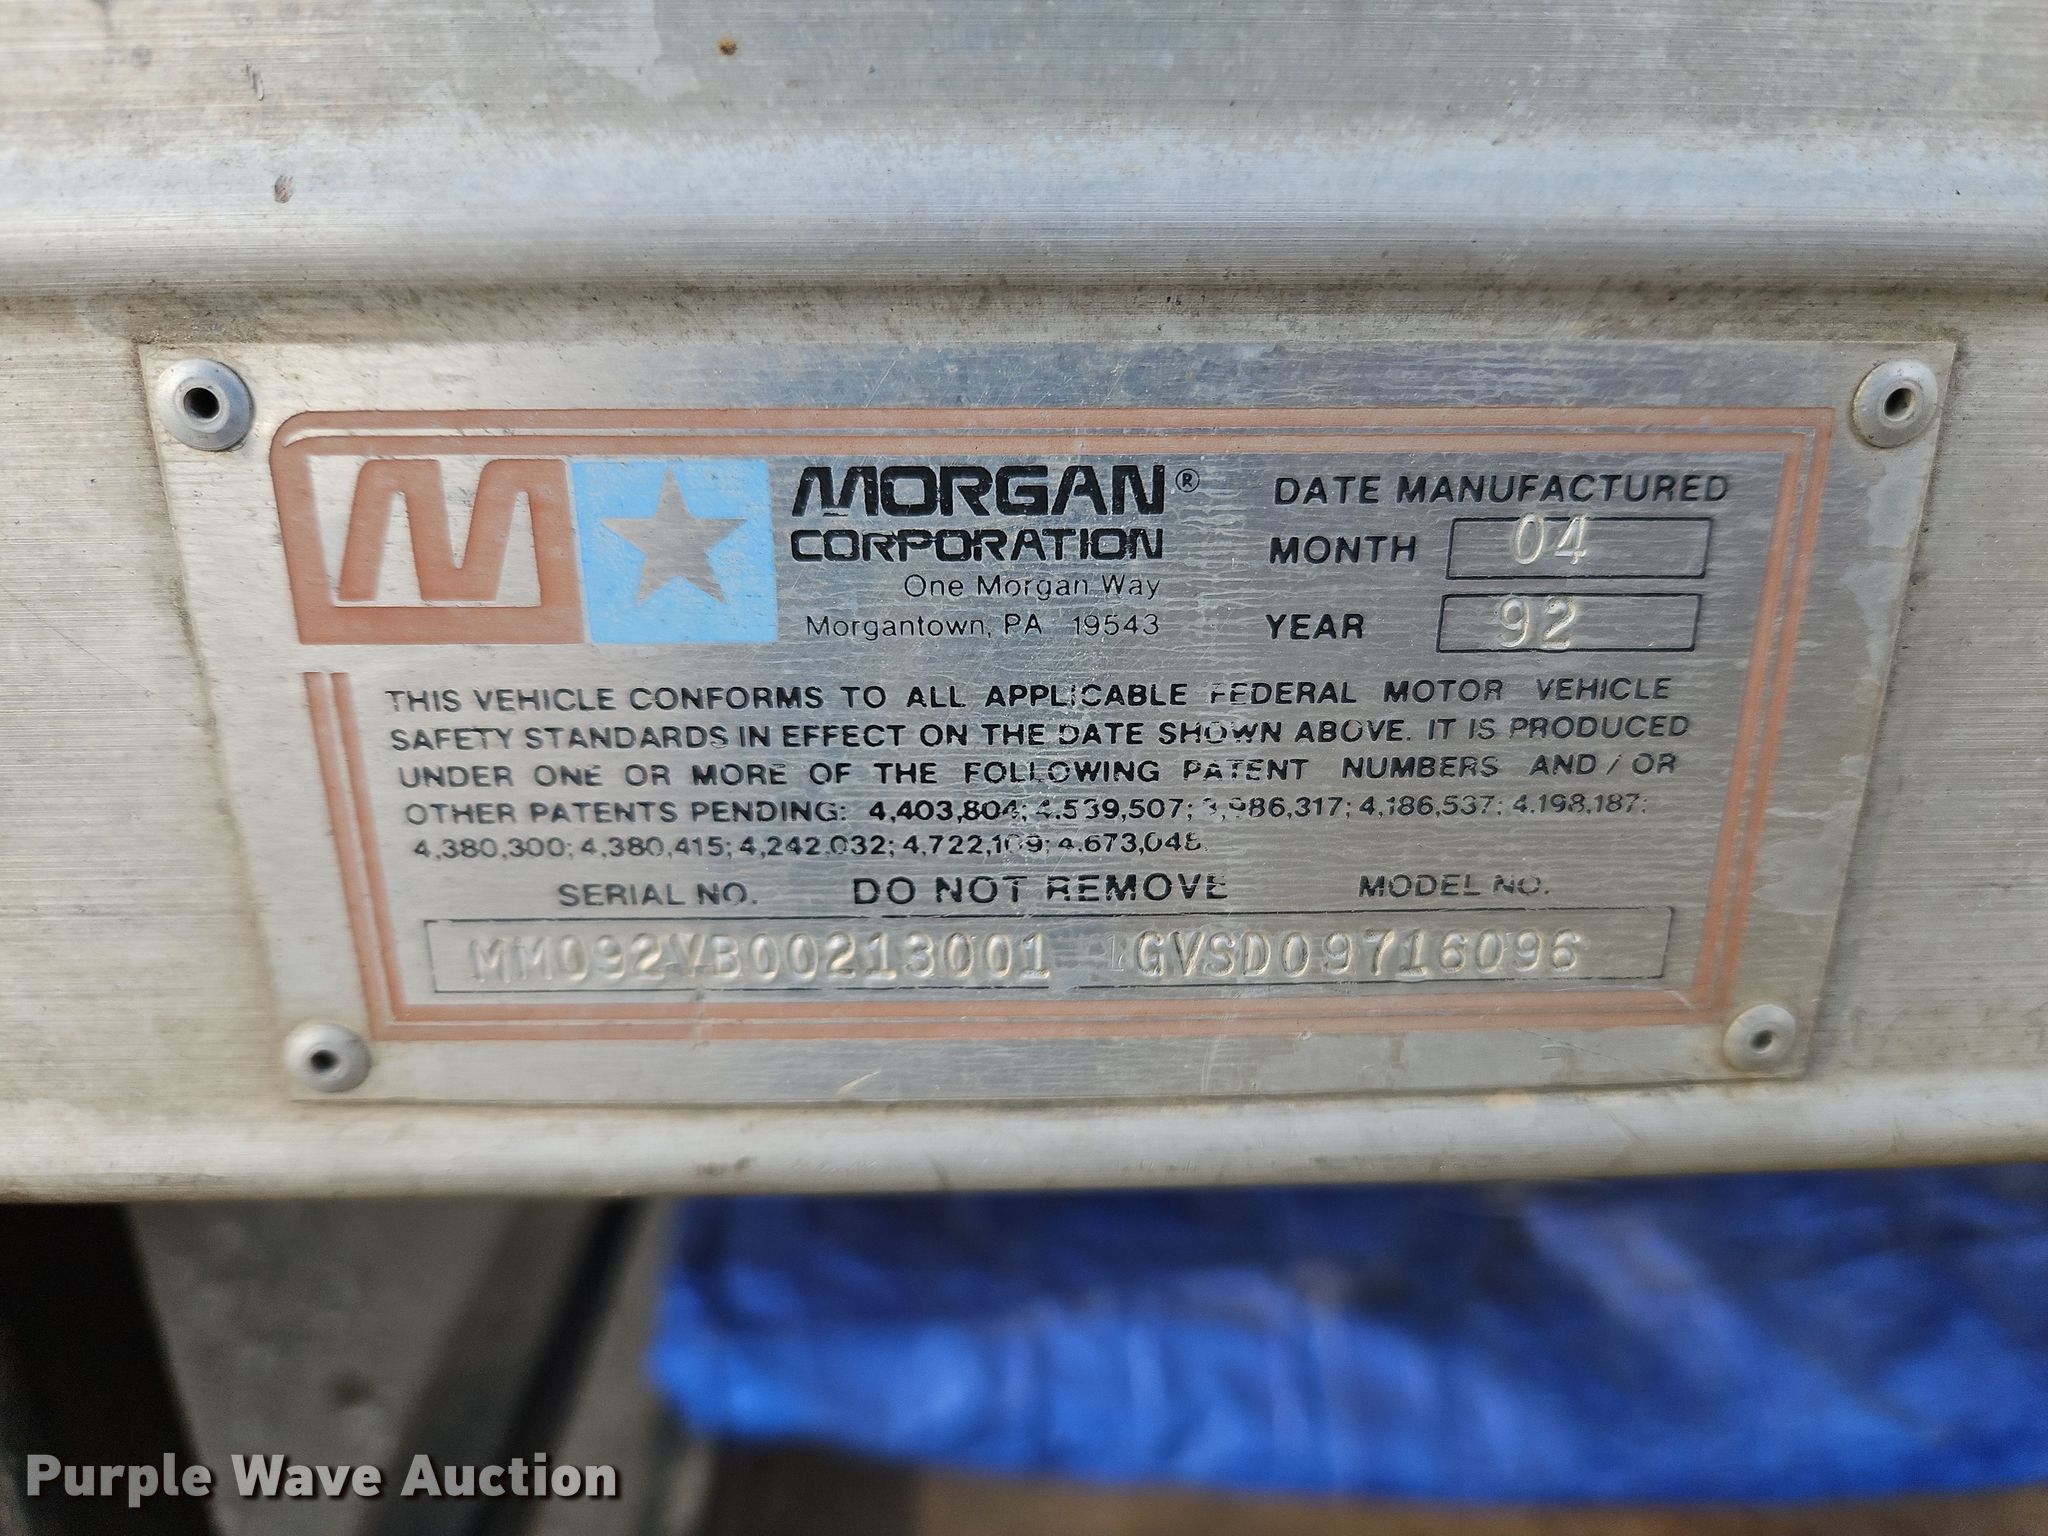 MORGAN®
CORPORATION
One Morgan Way
Morgantown, PA 19543
DATE MANUFACTURED
MONTH 04
YEAR 92
THIS VEHICLE CONFORMS TO ALL APPLICABLE FEDERAL MOTOR VEHICLE
SAFETY STANDARDS IN EFFECT ON THE DATE SHOWN ABOVE. IT IS PRODUCED
UNDER ONE OR MORE OF THE FOLLOWING PATENT NUMBERS AND / OR
OTHER PATENTS PENDING: 4,403,804; 4,539,507; 3,986,317; 4,186,537; 4,198,187;
4,380,300; 4,380,415; 4,242,032; 4,722,109; 4,673,048.
SERIAL NO. DO NOT REMOVE MODEL NO.
MM092VB00213001 GVSD09716096
Purple Wave Auction